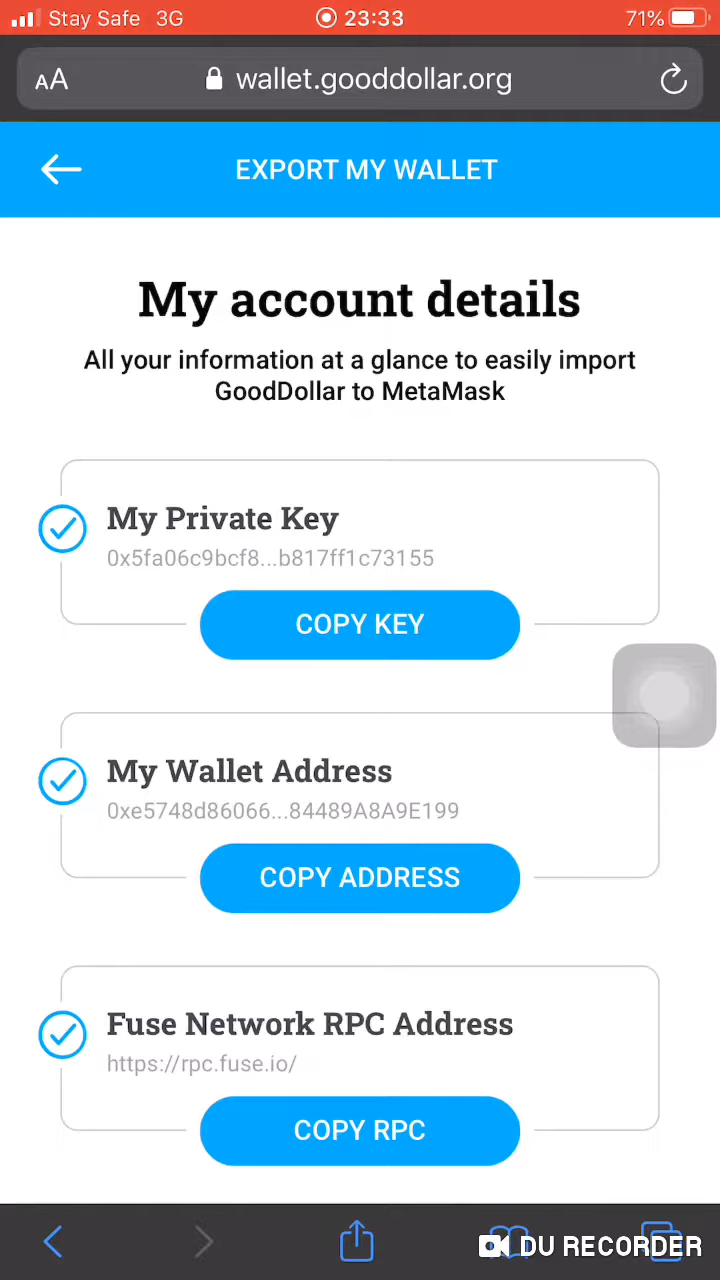 Stay Safe 3G 23:33 71%
AA wallet.gooddollar.org
EXPORT MY WALLET
My account details
All your information at a glance to easily import
GoodDollar to MetaMask
My Private Key
0x5fa06c9bcf8...b817ff1c73155
COPY KEY
My Wallet Address
0xe5748d86066...84489A8A9E199
COPY ADDRESS
Fuse Network RPC Address
https://rpc.fuse.io/
COPY RPC
DU RECORDER